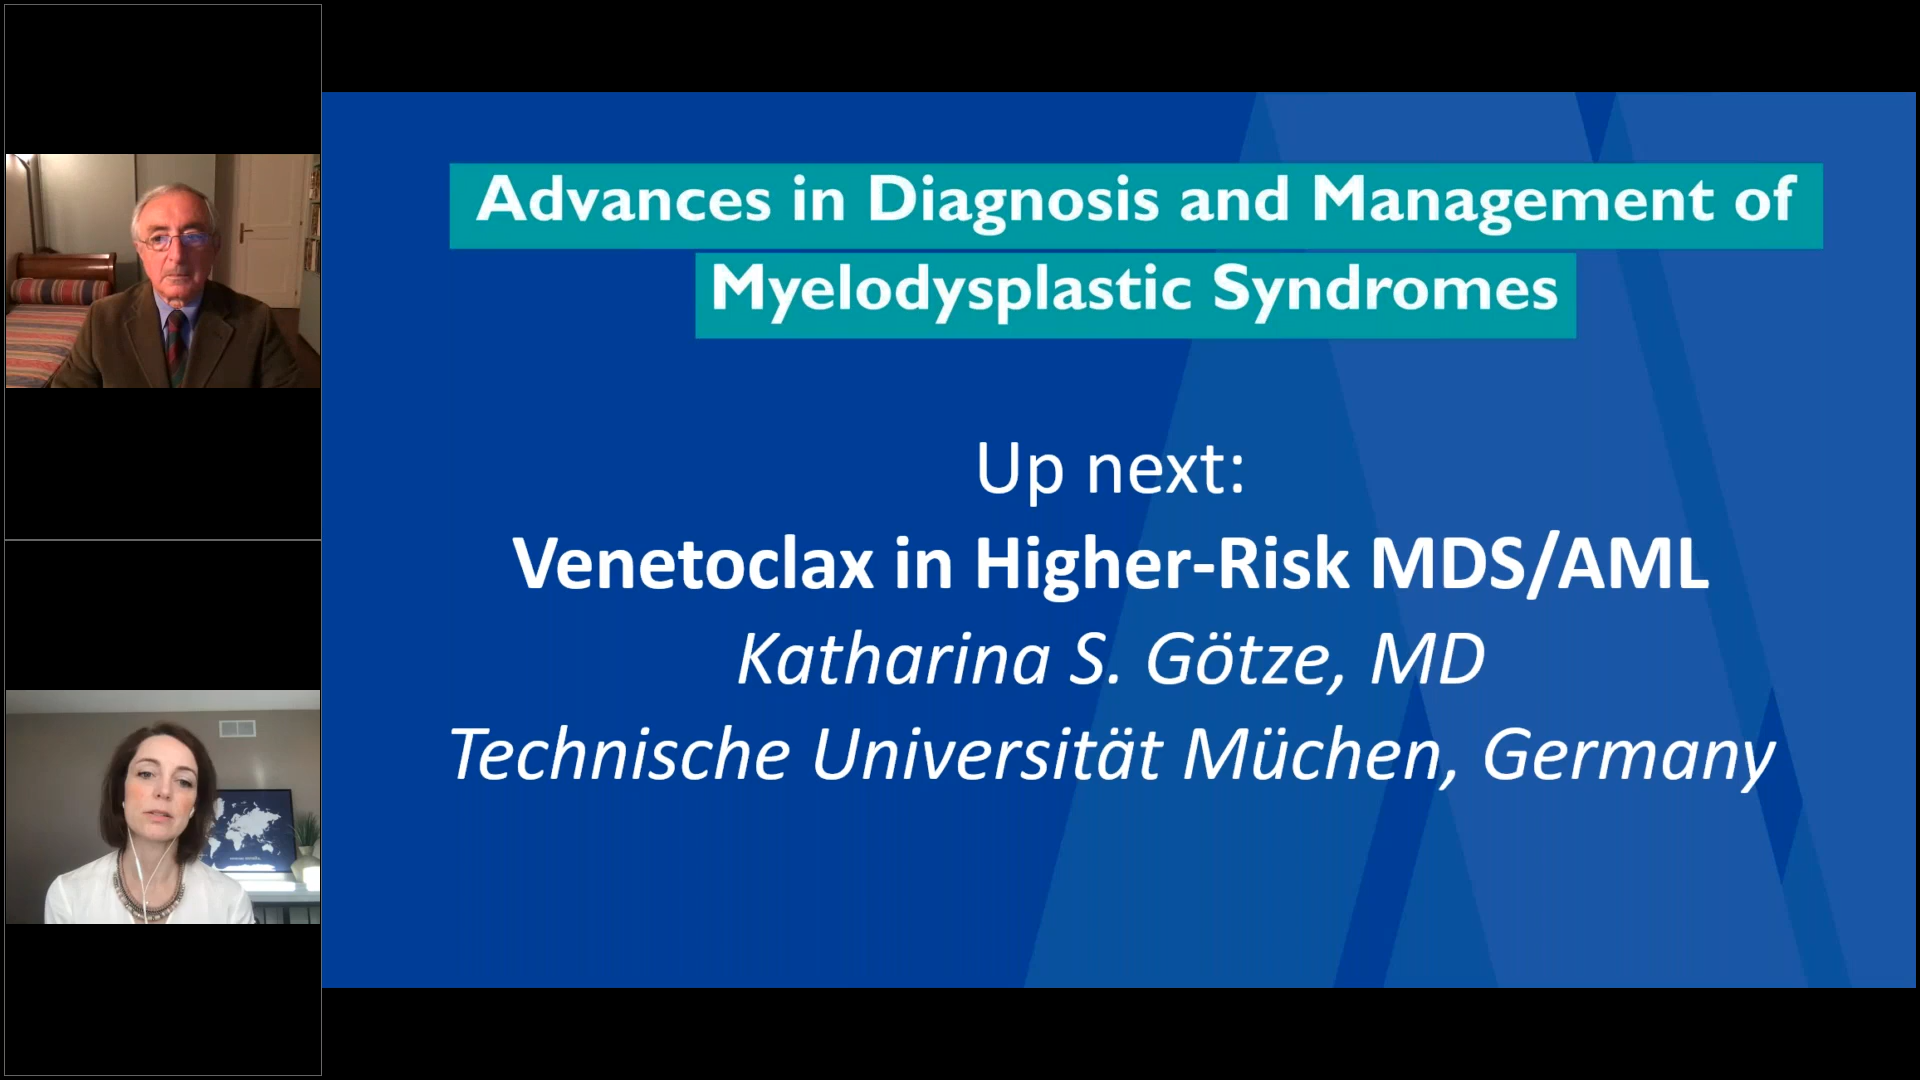 Advances in Diagnosis and Management of
Myelodysplastic Syndromes
Up next:
Venetoclax in Higher-Risk MDS/AML
Katharina S. Götze, MD
Technische Universität Müchen, Germany